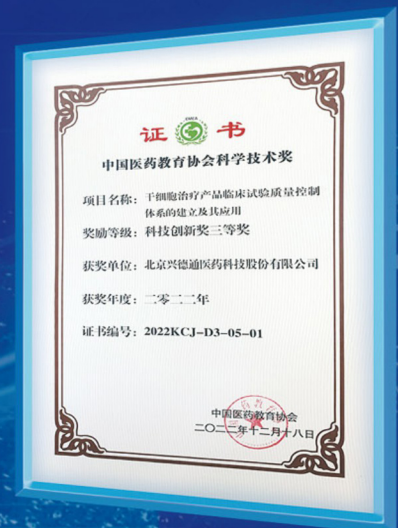 证 书
中国医药教育协会科学技术奖
项目名称：干细胞治疗产品临床试验质量控制
体系的建立及其应用
奖励等级：科技创新奖三等奖
获奖单位：北京兴德通医药科技股份有限公司
获奖年度：二零二二年
证书编号：2022KCJ-D3-05-01
中国医药教育协会
二〇二二年十二月十八日